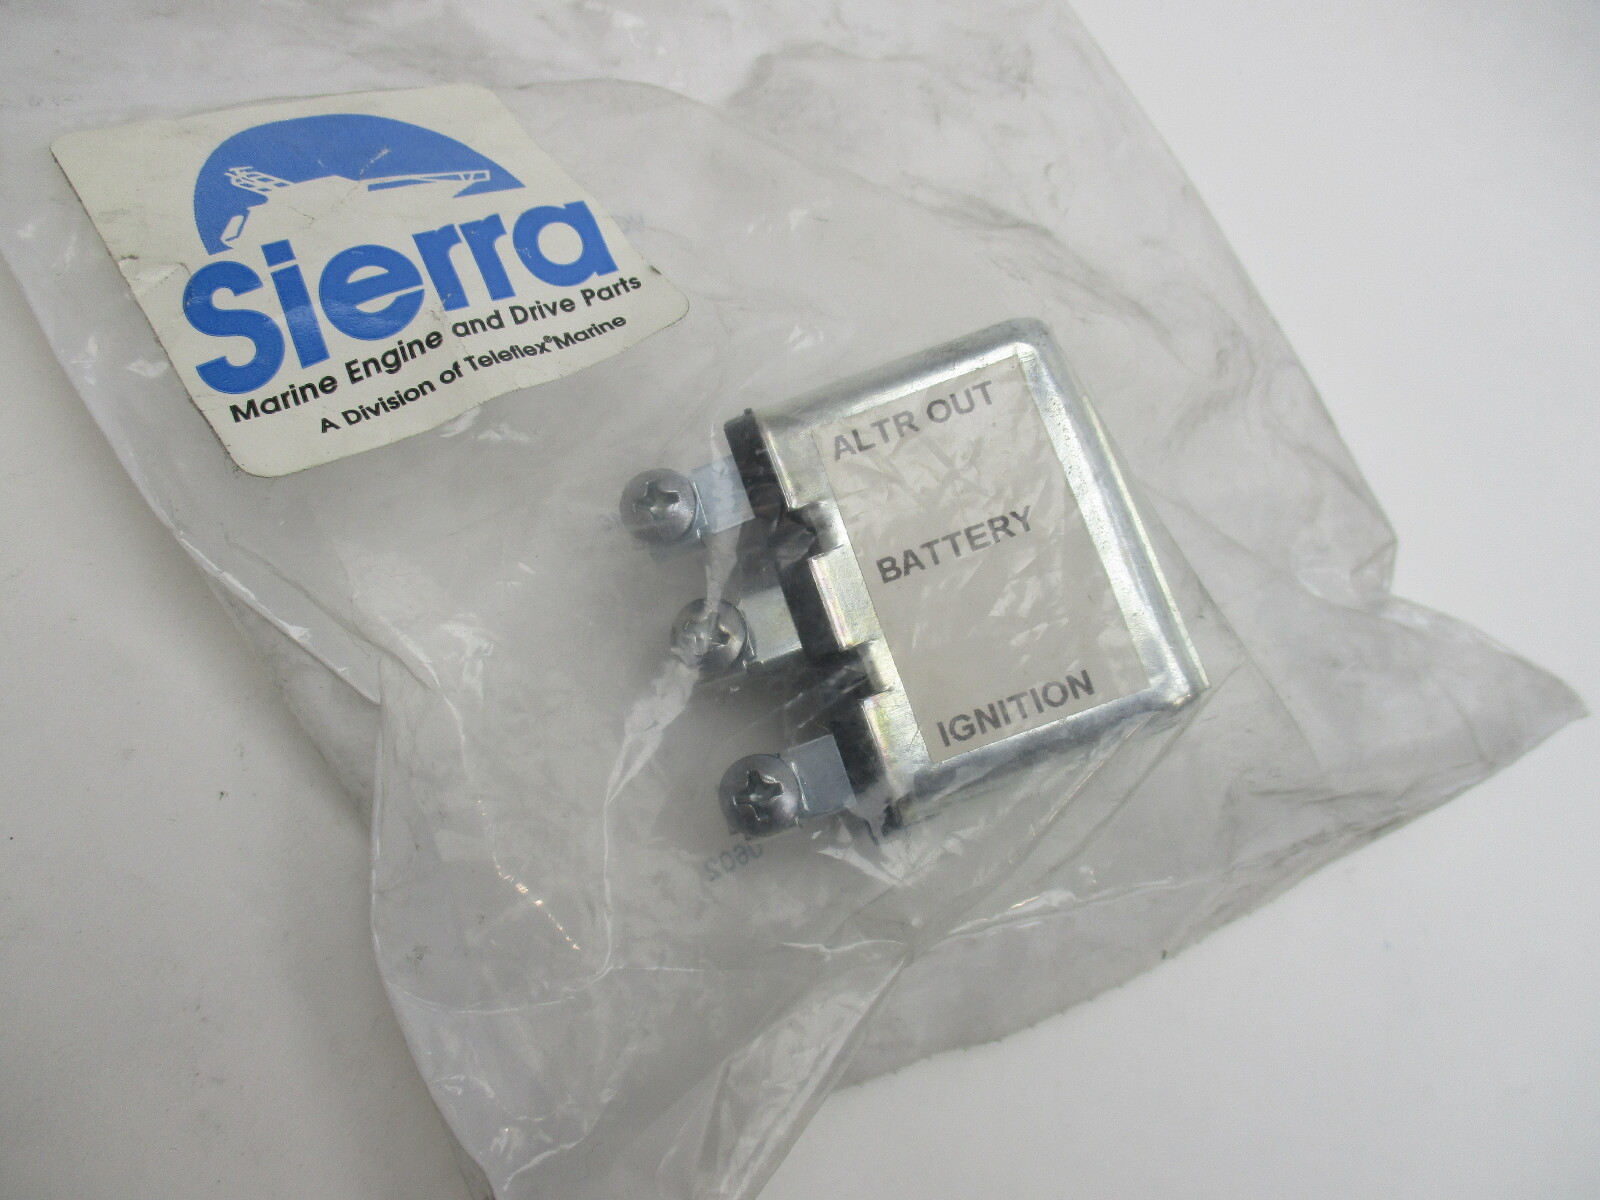 Sierra
Marine Engine and Drive Parts
A Division of Teleflex® Marine
ALTR OUT
BATTERY
IGNITION